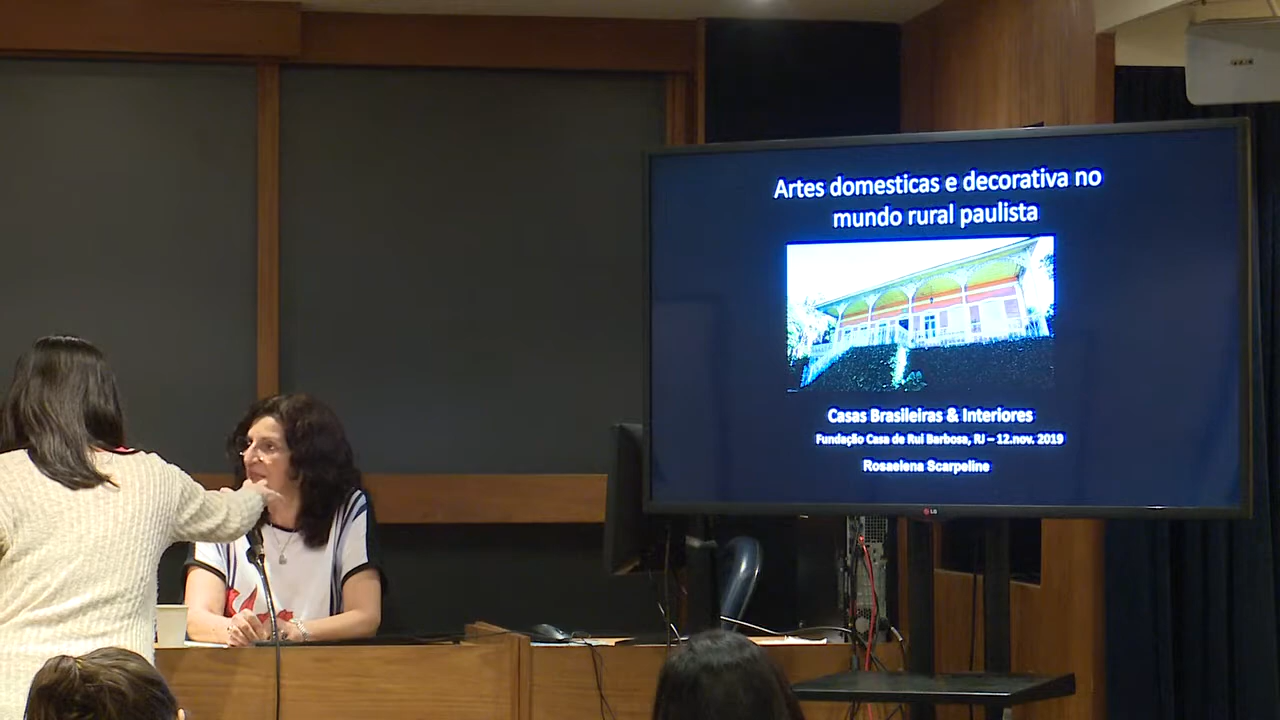 Artes domesticas e decorativa no
mundo rural paulista
Casas Brasileiras & Interiores
Fundação Casa de Rui Barbosa, RJ – 12.nov. 2019
Rosaelena Scarpeline
LG